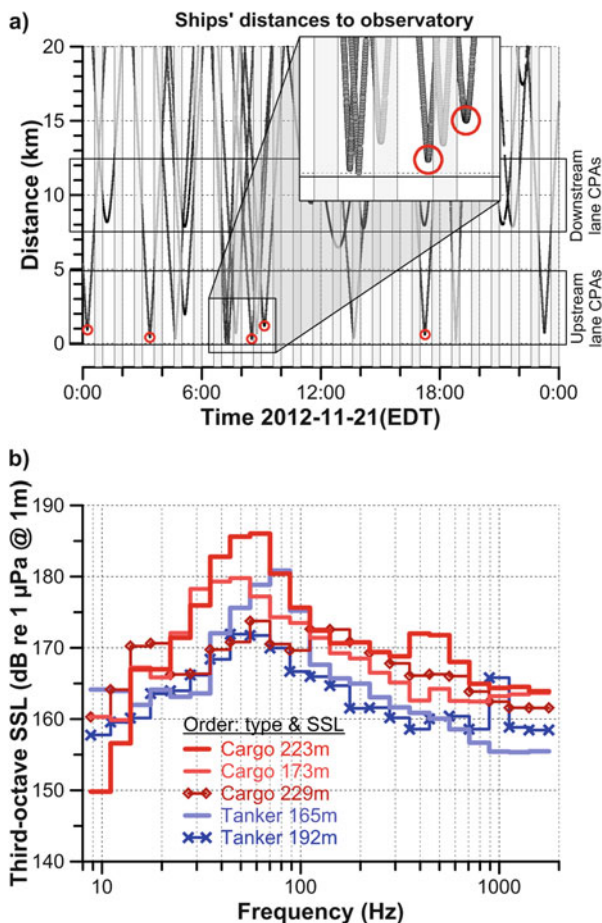 a)
Ships' distances to observatory
20
15
10
5
0
Distance (km)
Downstream
lane CPAs
Upstream
lane CPAs
0:00
6:00
12:00
18:00
0:00
Time 2012-11-21(EDT)
b)
190
180
170
160
150
140
Third-octave SSL (dB re 1 µPa @ 1m)
Order: type & SSL
Cargo 223m
Cargo 173m
Cargo 229m
Tanker 165m
Tanker 192m
10
100
1000
Frequency (Hz)